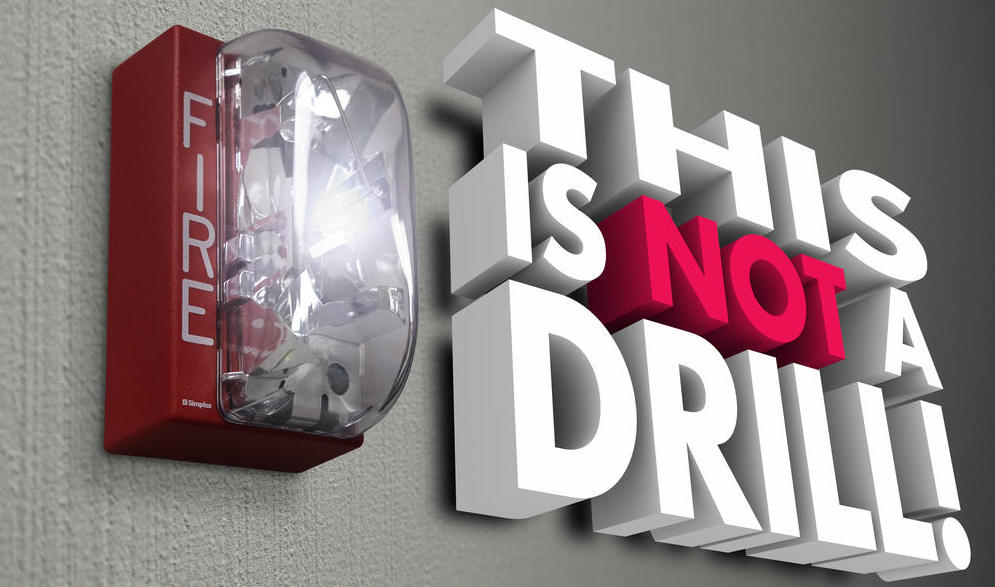 FIRE
Simplex
THIS
IS NOT A
DRILL!